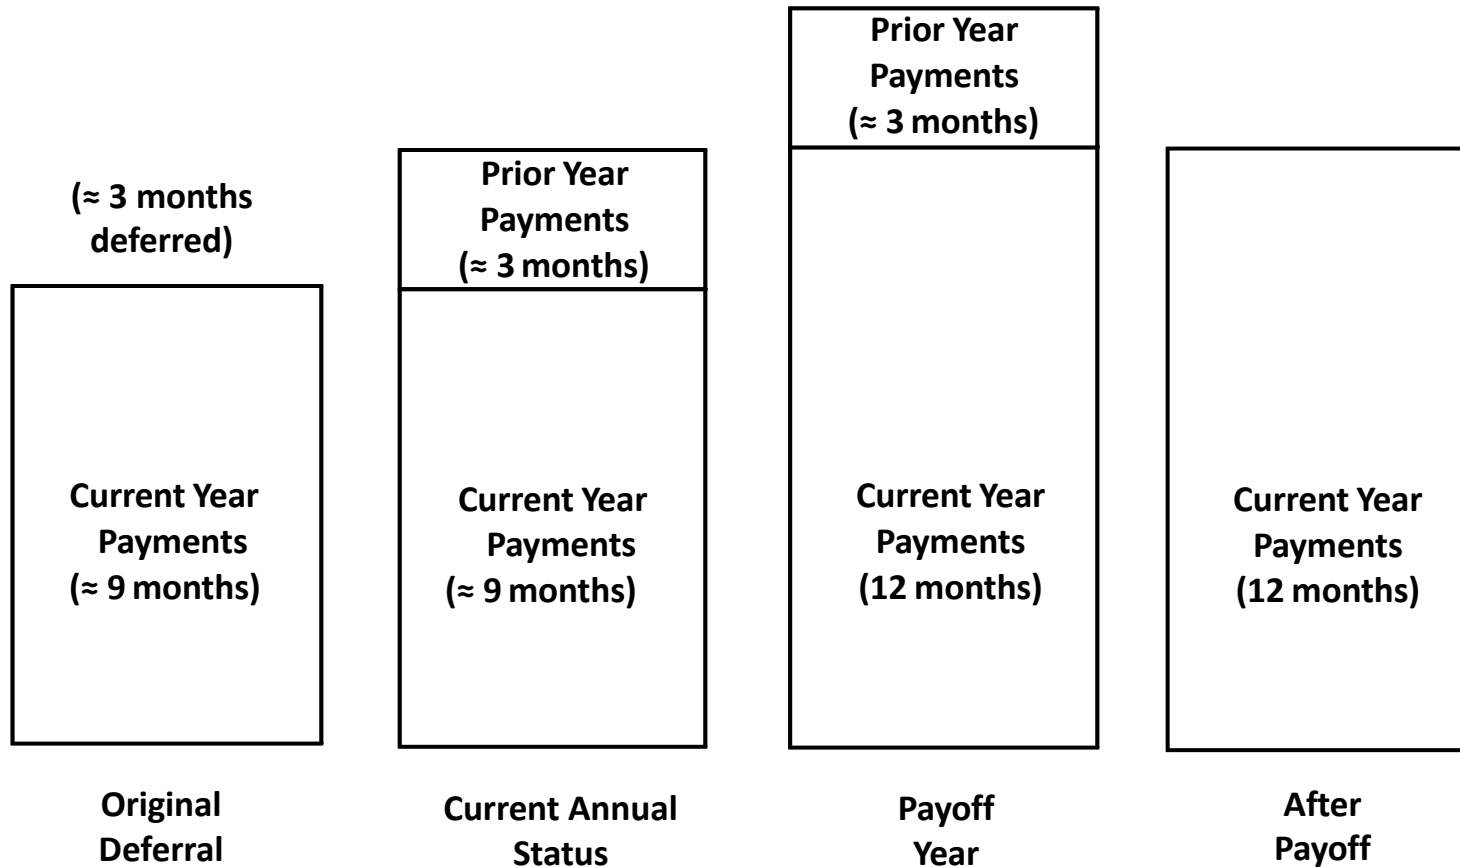 (≈ 3 months
deferred)
Current Year
Payments
(≈ 9 months)
Original
Deferral
Prior Year
Payments
(≈ 3 months)
Current Year
Payments
(≈ 9 months)
Current Annual
Status
Prior Year
Payments
(≈ 3 months)
Current Year
Payments
(12 months)
Payoff
Year
Current Year
Payments
(12 months)
After
Payoff